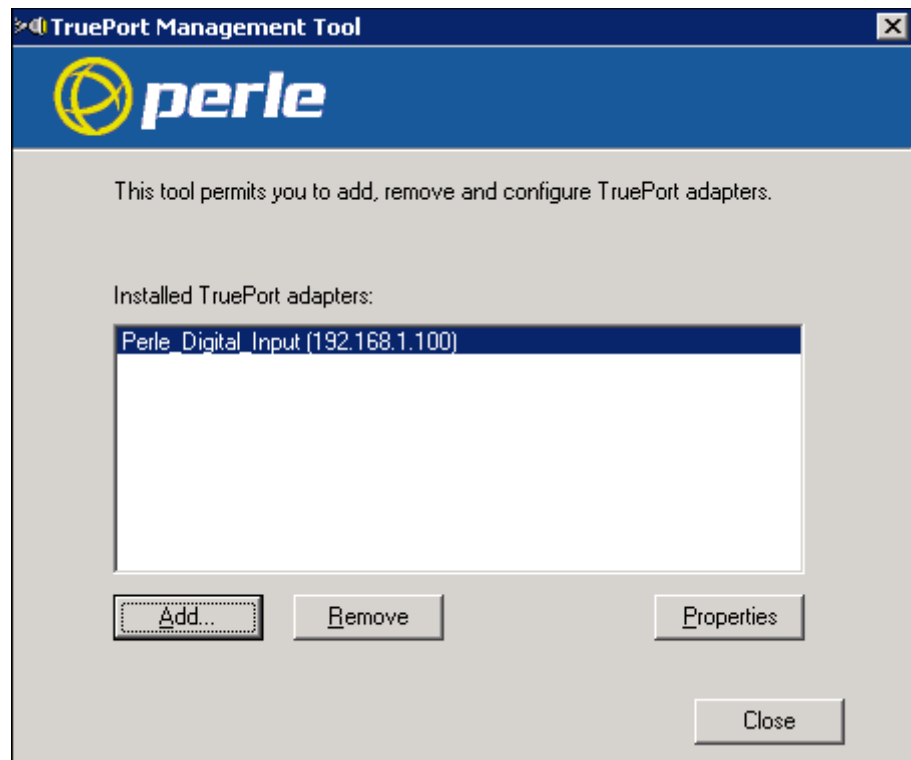 TruePort Management Tool
perle
This tool permits you to add, remove and configure TruePort adapters.
Installed TruePort adapters:
Perle_Digital_Input (192.168.1.100)
Add... Remove Properties
Close